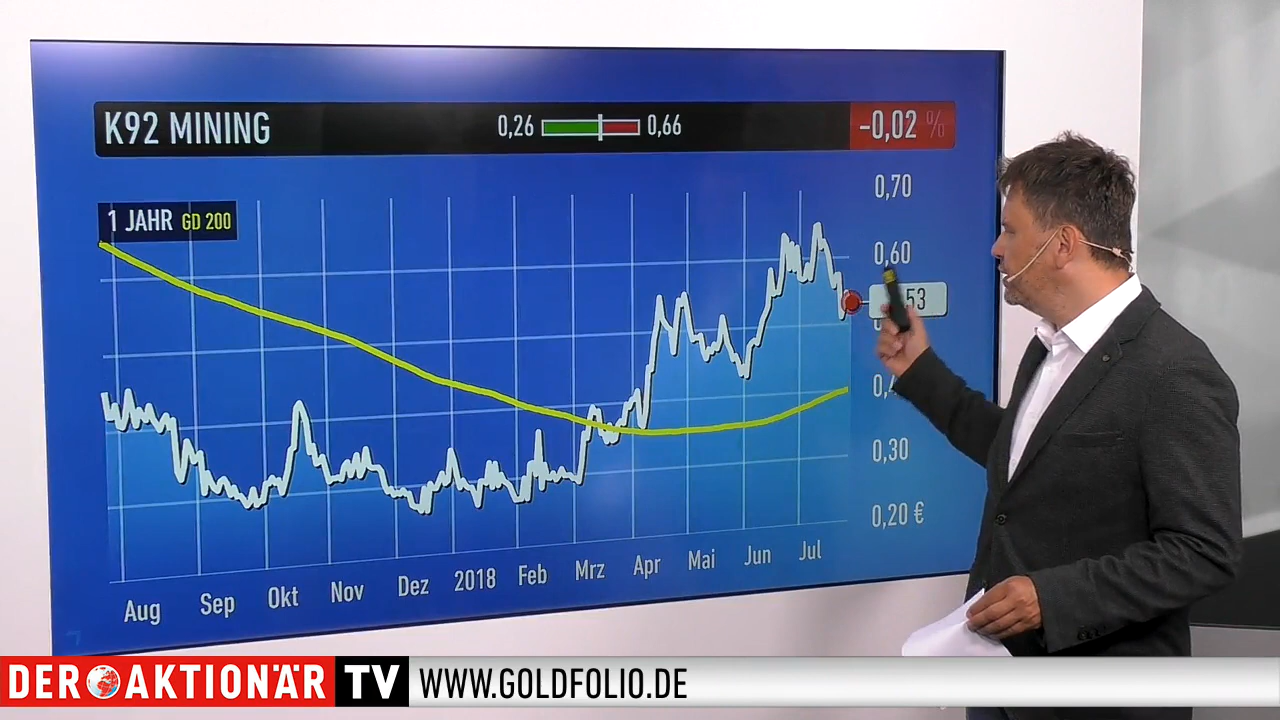 K92 MINING
0,26
0,66
-0,02 %
1 JAHR GD 200
0,70
0,60
53
0,30
0,20 €
Aug Sep Okt Nov Dez 2018 Feb Mrz Apr Mai Jun Jul
DER AKTIONÄR TV
WWW.GOLDFOLIO.DE